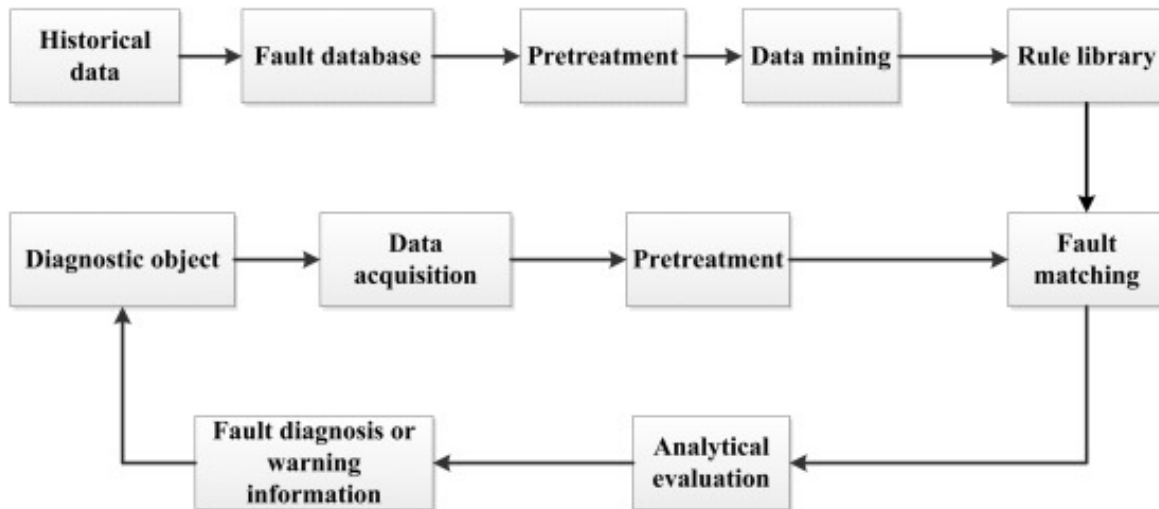 Historical
data
Fault database
Pretreatment
Data mining
Rule library
Diagnostic object
Data
acquisition
Pretreatment
Fault
matching
Fault diagnosis or
warning
information
Analytical
evaluation